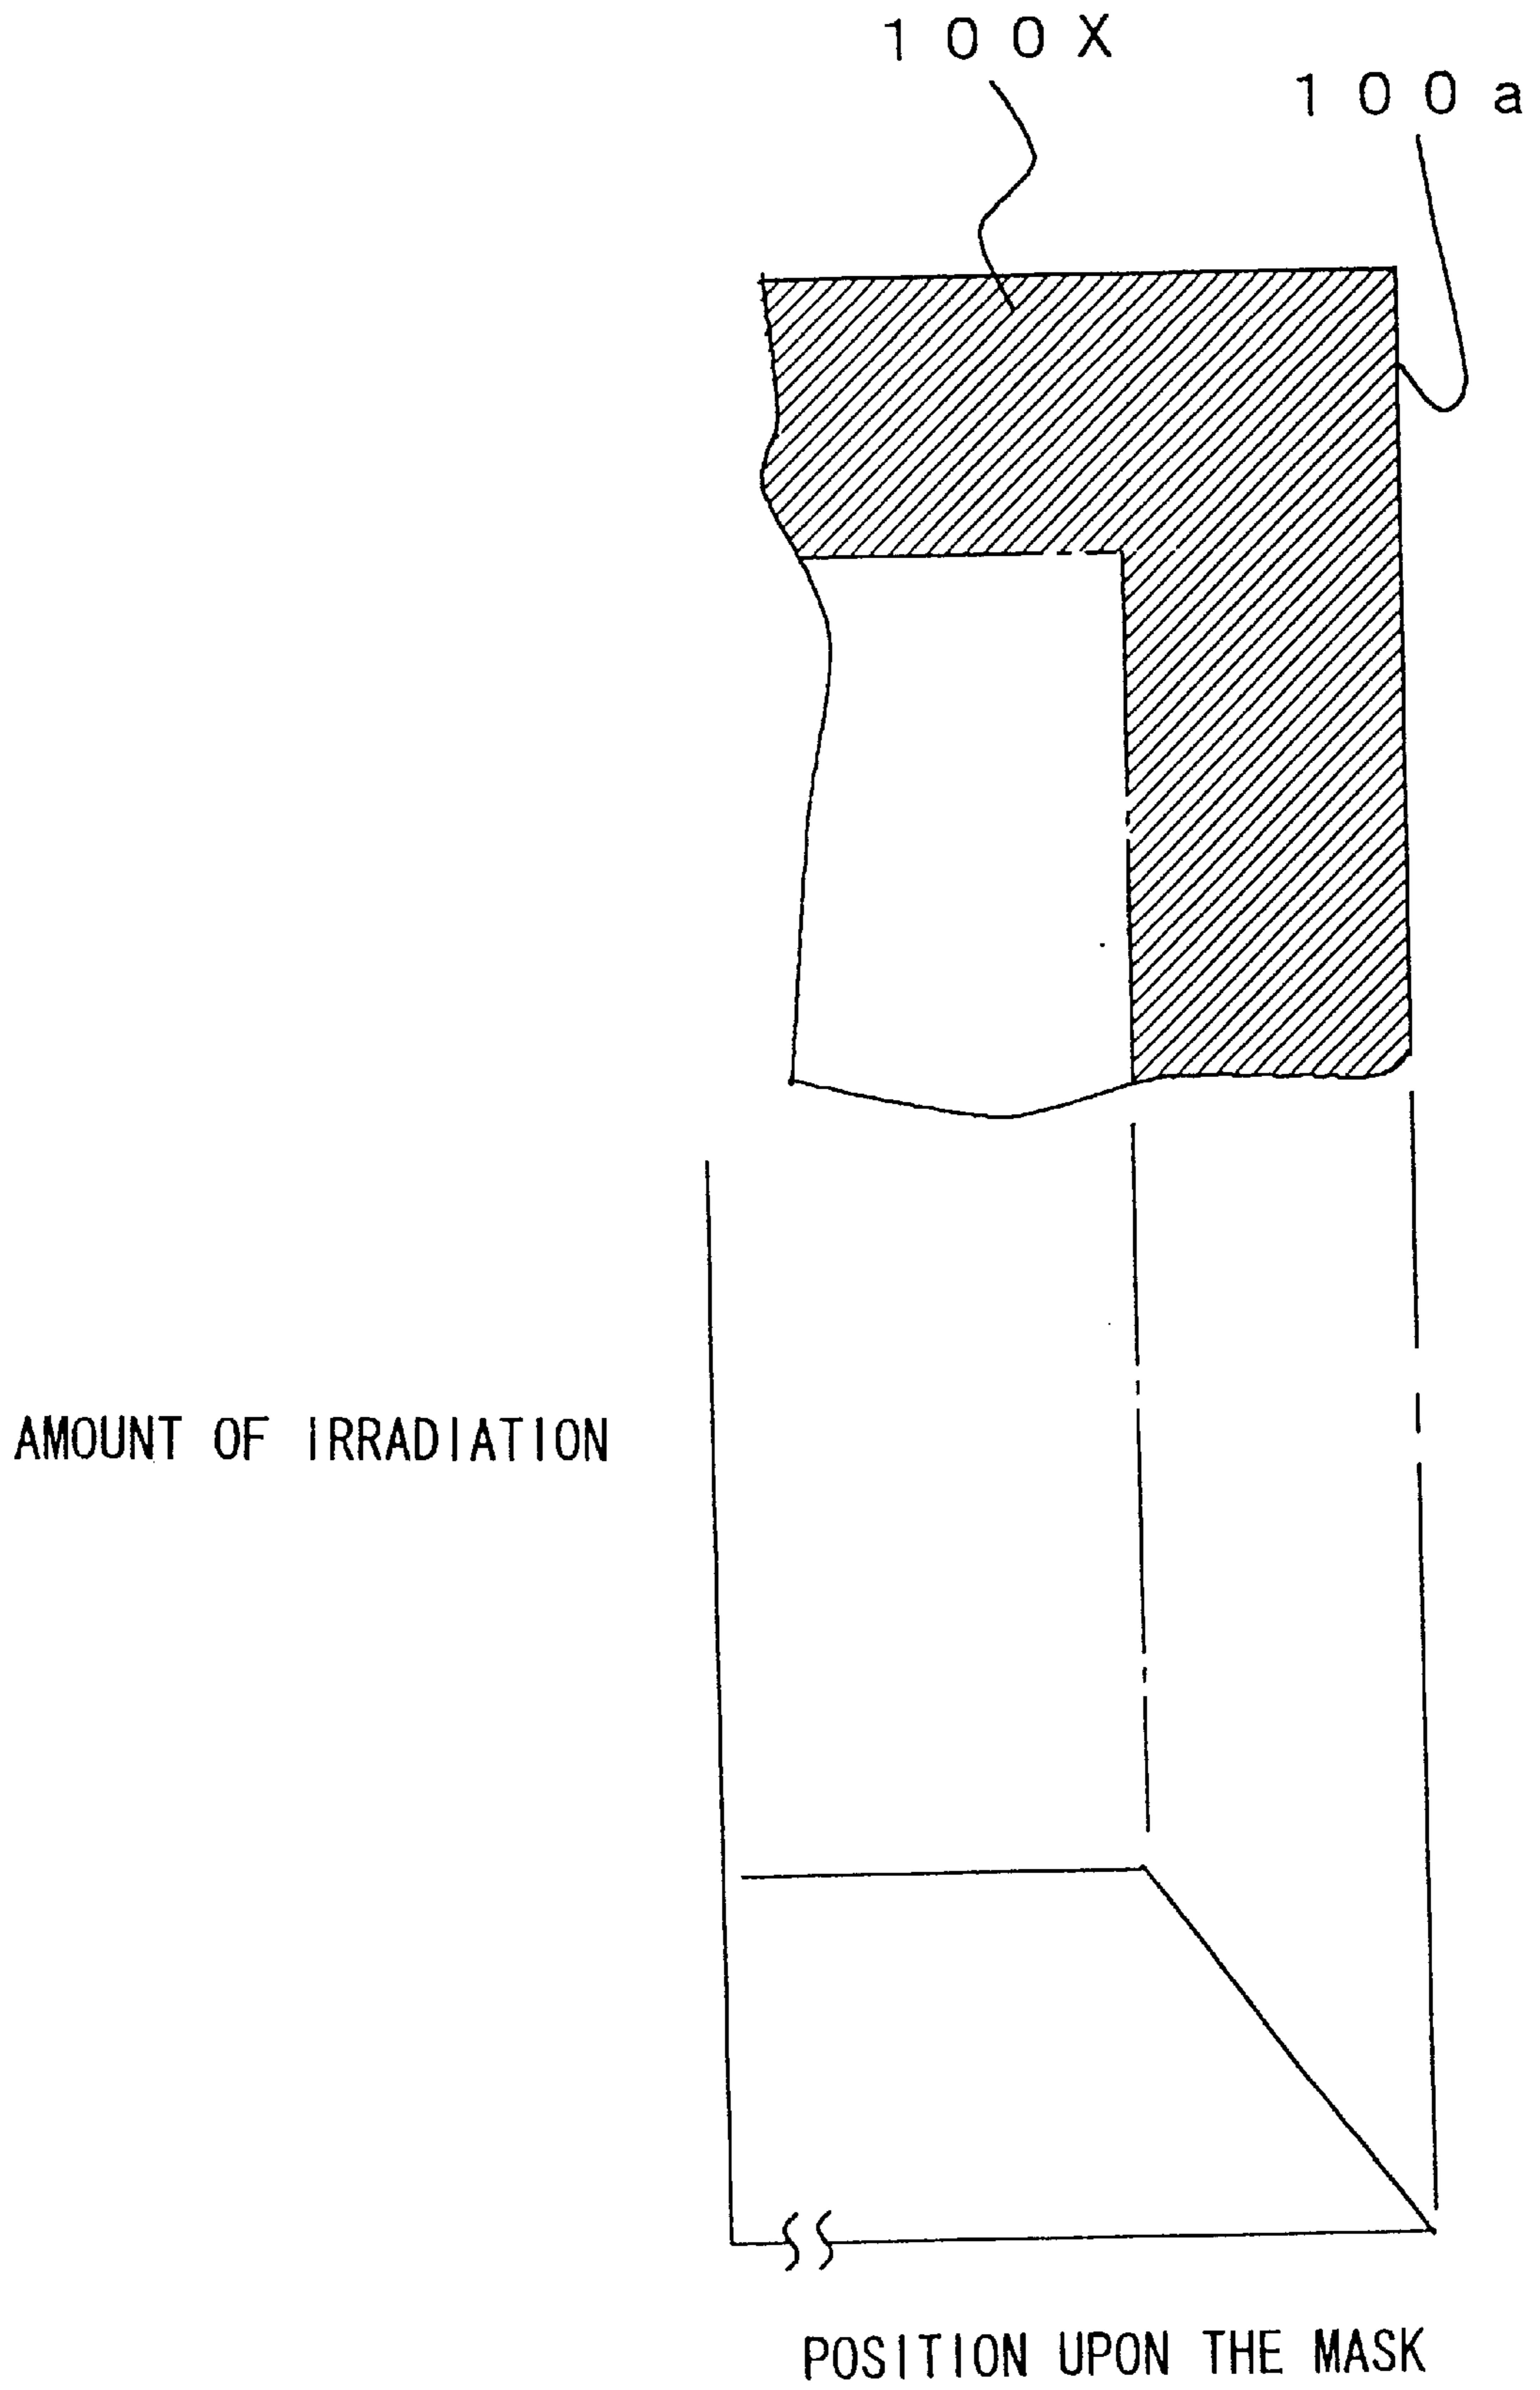 100X
100a
AMOUNT OF IRRADIATION
POSITION UPON THE MASK